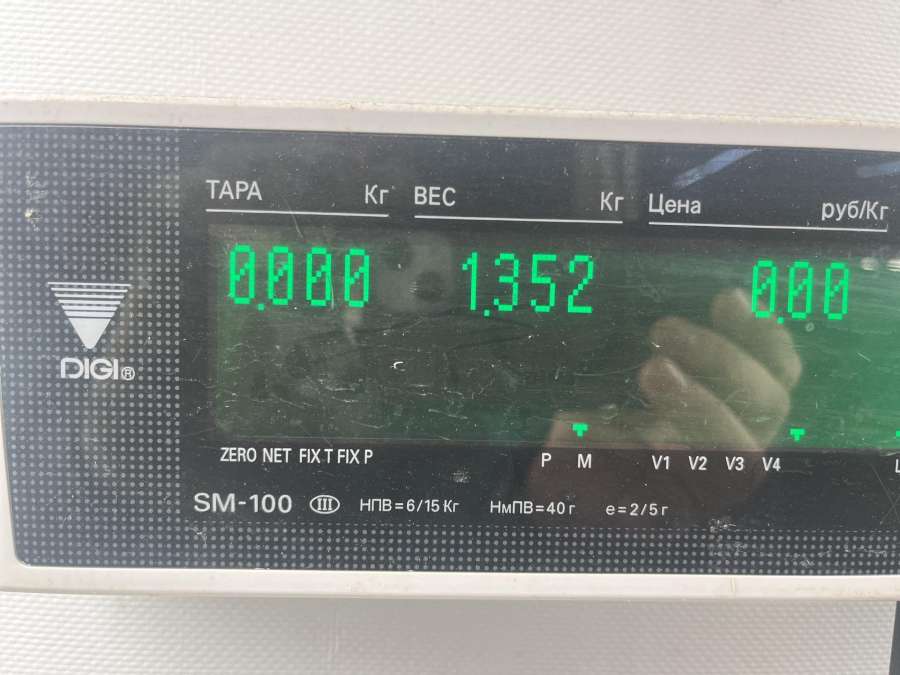 ТАРА Кг ВЕС Кг Цена руб/Кг
0.000 1.352 0.00
DIGI®
ZERO NET FIX T FIX P P M V1 V2 V3 V4
SM-100 III НПВ=6/15 Кг НмПВ=40 г e=2/5 г